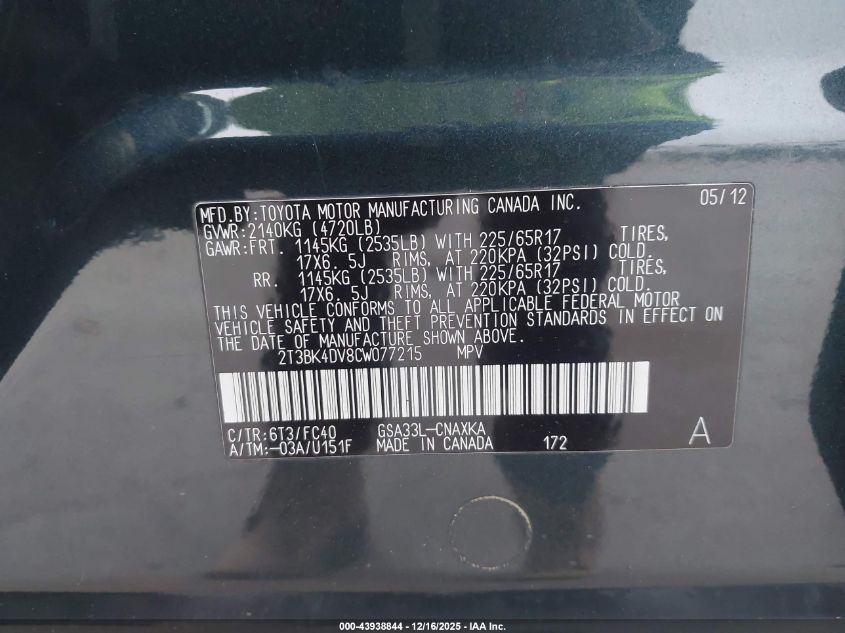 MFD.BY:TOYOTA MOTOR MANUFACTURING CANADA INC. 05/12
GVWR:2140KG (4720LB)
GAWR:FRT. 1145KG (2535LB) WITH 225/65R17 TIRES,
17X6. 5J RIMS, AT 220KPA (32PSI) COLD.
RR. 1145KG (2535LB) WITH 225/65R17 TIRES,
17X6. 5J RIMS, AT 220KPA (32PSI) COLD.
THIS VEHICLE CONFORMS TO ALL APPLICABLE FEDERAL MOTOR
VEHICLE SAFETY AND THEFT PREVENTION STANDARDS IN EFFECT ON
THE DATE OF MANUFACTURE SHOWN ABOVE.
2T3BK4DV8CW077215 MPV
C/TR:6T3/FC40 GSA33L-CNAXKA
A/TM:-03A/U151F MADE IN CANADA 172 A
000-43938844 - 12/16/2025 - IAA Inc.